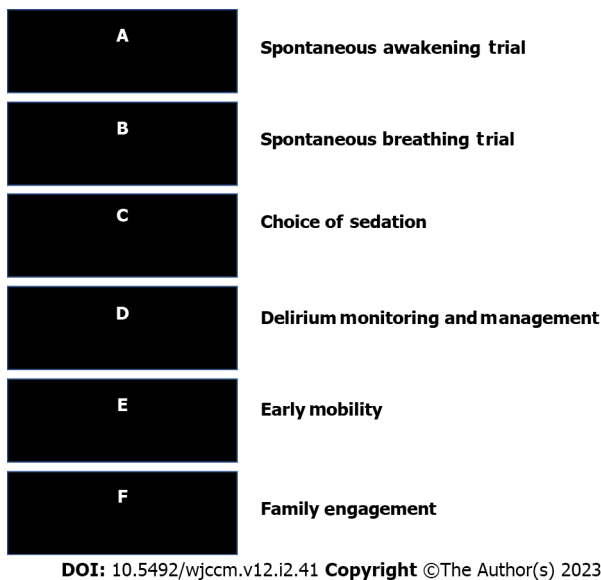 A
Spontaneous awakening trial
B
Spontaneous breathing trial
C
Choice of sedation
D
Delirium monitoring and management
E
Early mobility
F
Family engagement
DOI: 10.5492/wjccm.v12.i2.41 Copyright ©The Author(s) 2023